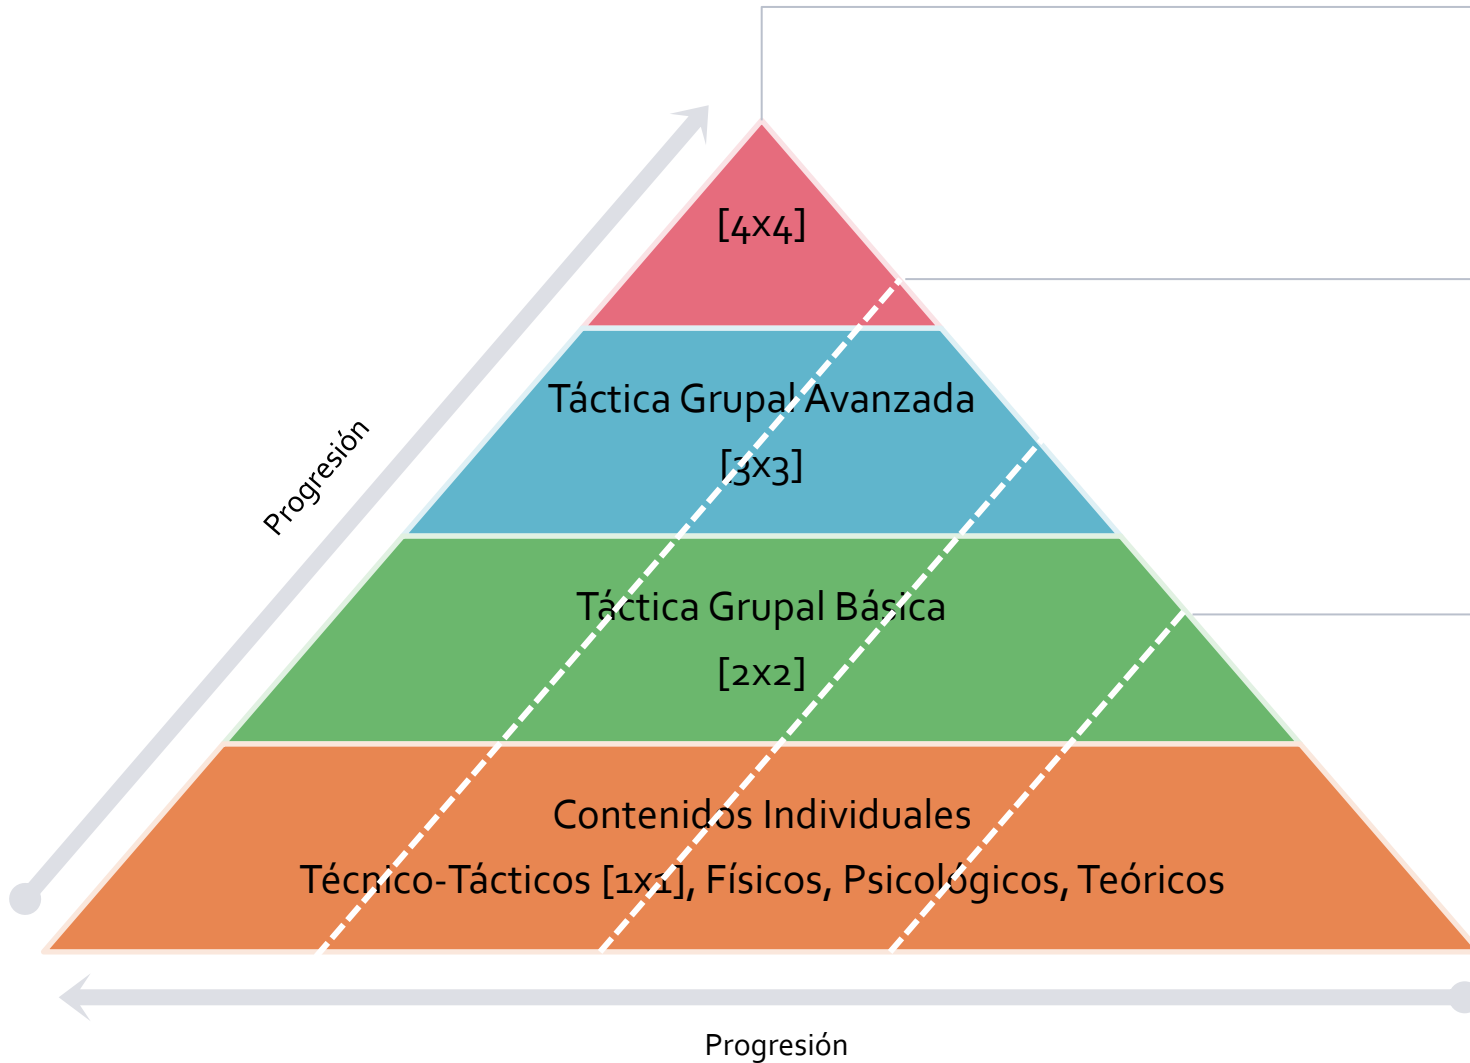 [4x4]
Táctica Grupal Avanzada
[3x3]
Progresión
Táctica Grupal Básica
[2x2]
Contenidos Individuales
Técnico-Tácticos [1x1], Físicos, Psicológicos, Teóricos
Progresión